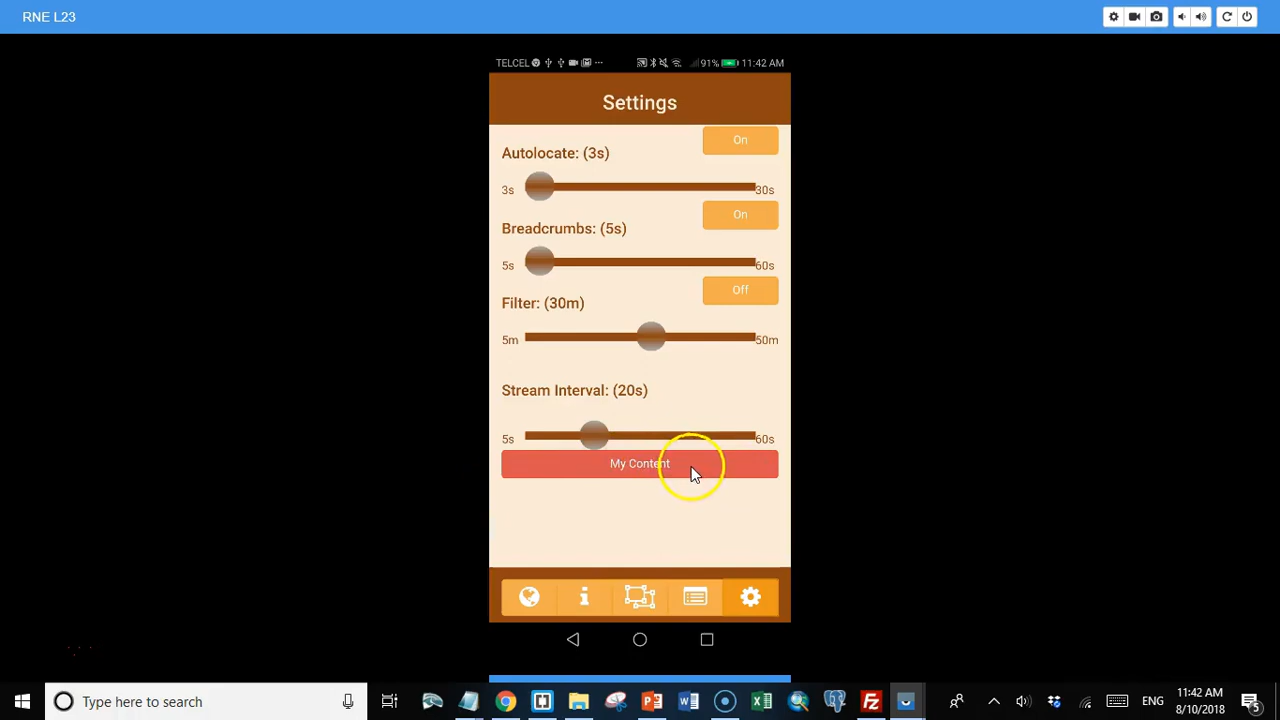 RNE L23
TELCEL ... 91% 11:42 AM
Settings
On
Autolocate: (3s)
3s 30s
On
Breadcrumbs: (5s)
5s 60s
Off
Filter: (30m)
5m 50m
Stream Interval: (20s)
5s 60s
My Content
Type here to search
ENG
11:42 AM
8/10/2018
5